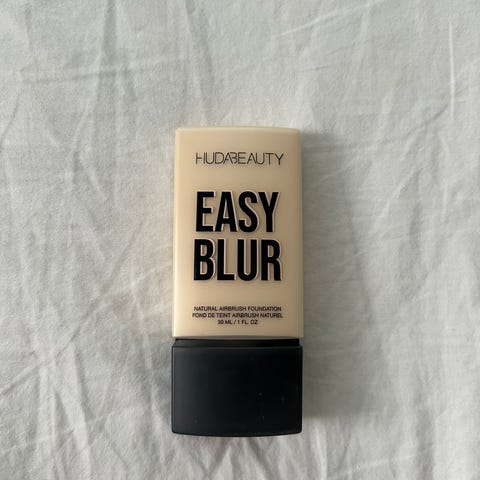 HUDABEAUTY
EASY
BLUR
NATURAL AIRBRUSH FOUNDATION
FOND DE TEINT AIRBRUSH NATUREL
30 ML / 1 FL. OZ